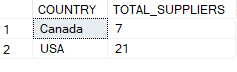 COUNTRY TOTAL_SUPPLIERS
1 Canada 7
2 USA 21